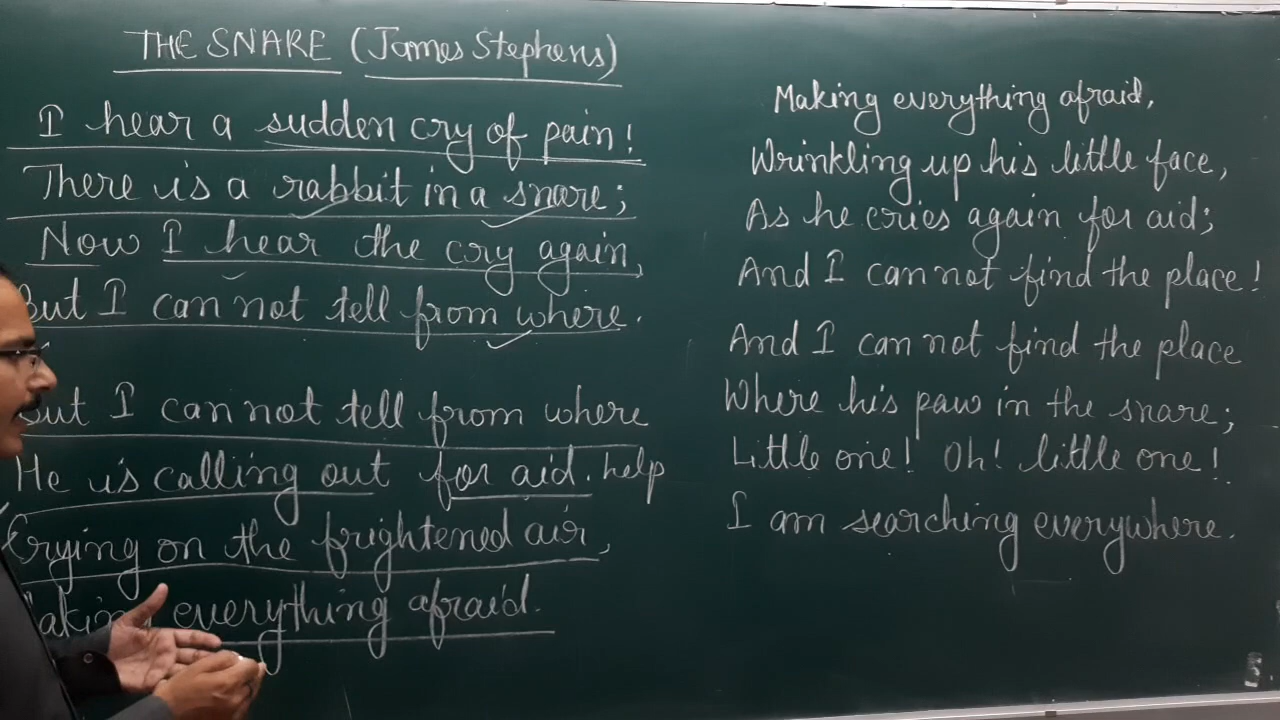 THE SNARE (James Stephens)
I hear a sudden cry of pain!
There is a rabbit in a snare;
Now I hear the cry again,
But I can not tell from where.
But I can not tell from where
He is calling out for aid. help
Crying on the frightened air,
Making everything afraid.
Making everything afraid,
Wrinkling up his little face,
As he cries again for aid;
And I can not find the place!
And I can not find the place
Where his paw in the snare;
Little one! Oh! little one!
I am searching everywhere.